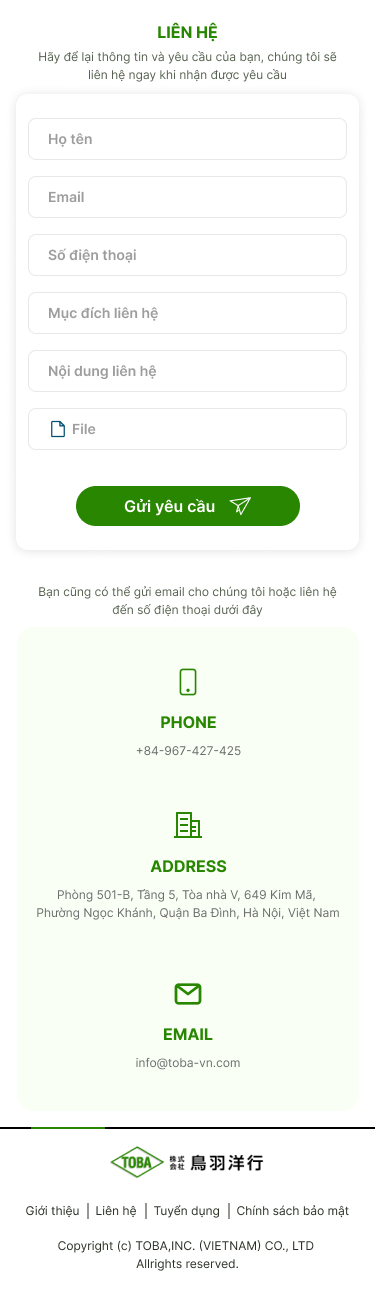 LIÊN HỆ
Hãy để lại thông tin và yêu cầu của bạn, chúng tôi sẽ
liên hệ ngay khi nhận được yêu cầu
Họ tên
Email
Số điện thoại
Mục đích liên hệ
Nội dung liên hệ
File
Gửi yêu cầu
Bạn cũng có thể gửi email cho chúng tôi hoặc liên hệ
đến số điện thoại dưới đây
PHONE
+84-967-427-425
ADDRESS
Phòng 501-B, Tầng 5, Tòa nhà V, 649 Kim Mã,
Phường Ngọc Khánh, Quận Ba Đình, Hà Nội, Việt Nam
EMAIL
info@toba-vn.com
TOBA 株式会社 鳥羽洋行
Giới thiệu | Liên hệ | Tuyển dụng | Chính sách bảo mật
Copyright (c) TOBA,INC. (VIETNAM) CO., LTD
Allrights reserved.